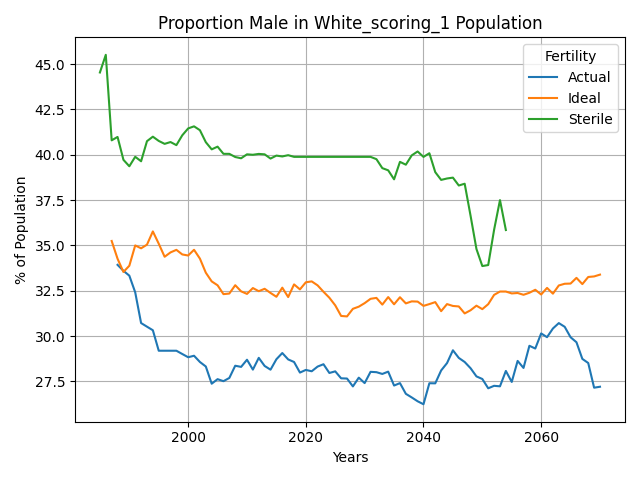 Proportion Male in White_scoring_1 Population
Fertility
Actual
Ideal
Sterile
% of Population
45.0
42.5
40.0
37.5
35.0
32.5
30.0
27.5
2000
2020
2040
2060
Years